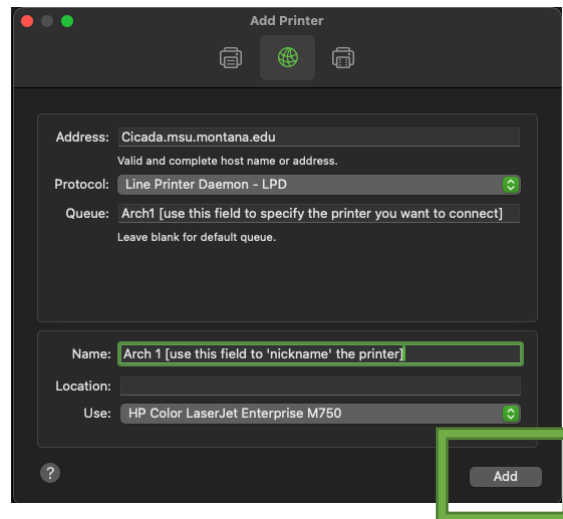 Add Printer
Address: Cicada.msu.montana.edu
Valid and complete host name or address.
Protocol: Line Printer Daemon - LPD
Queue: Arch1 [use this field to specify the printer you want to connect]
Leave blank for default queue.
Name: Arch 1 [use this field to 'nickname' the printer]
Location:
Use: HP Color LaserJet Enterprise M750
? Add